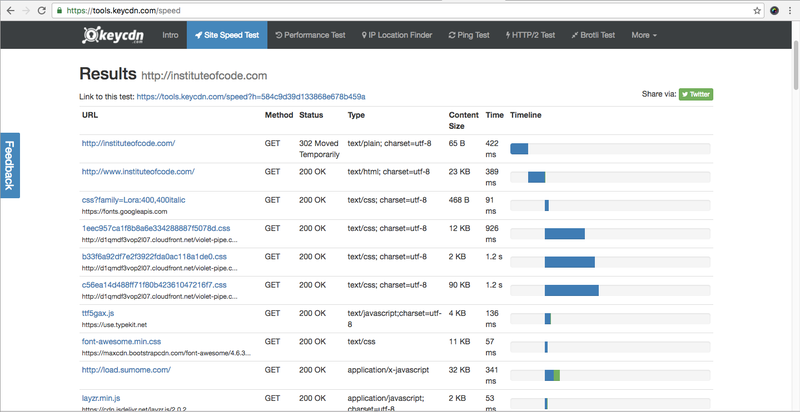 https://tools.keycdn.com/speed
keycdn
.com
Intro
Site Speed Test
Performance Test
IP Location Finder
Ping Test
HTTP/2 Test
Brotli Test
More
Results http://instituteofcode.com
Link to this test: https://tools.keycdn.com/speed?h=584c9d39d133868e678b459a
Share via: Twitter
Feedback
URL Method Status Type Content Size Time Timeline
http://instituteofcode.com/ GET 302 Moved Temporarily text/plain; charset=utf-8 65 B 422 ms
http://www.instituteofcode.com/ GET 200 OK text/html; charset=utf-8 23 KB 389 ms
css?family=Lora:400,400italic GET 200 OK text/css; charset=utf-8 468 B 91 ms
https://fonts.googleapis.com
1eec957ca1f8b8a6e334288887f5078d.css GET 200 OK text/css; charset=utf-8 12 KB 926 ms
http://d1qmdf3vop2l07.cloudfront.net/violet-pipe.c...
b33f6a92df7e2f3922fda0ac118a1de0.css GET 200 OK text/css; charset=utf-8 2 KB 1.2 s
http://d1qmdf3vop2l07.cloudfront.net/violet-pipe.c...
c56ea14d488ff71f80b42361047216f7.css GET 200 OK text/css; charset=utf-8 90 KB 1.2 s
http://d1qmdf3vop2l07.cloudfront.net/violet-pipe.c...
ttf5gax.js GET 200 OK text/javascript;charset=utf-8 4 KB 136 ms
https://use.typekit.net
font-awesome.min.css GET 200 OK text/css 11 KB 57 ms
https://maxcdn.bootstrapcdn.com/font-awesome/4.6.3...
http://load.sumome.com/ GET 200 OK application/x-javascript 32 KB 341 ms
layzr.min.js GET 200 OK application/javascript; charset=utf-8 2 KB 53 ms
https://cdn.jsdelivr.net/layzr.js/2.0.2